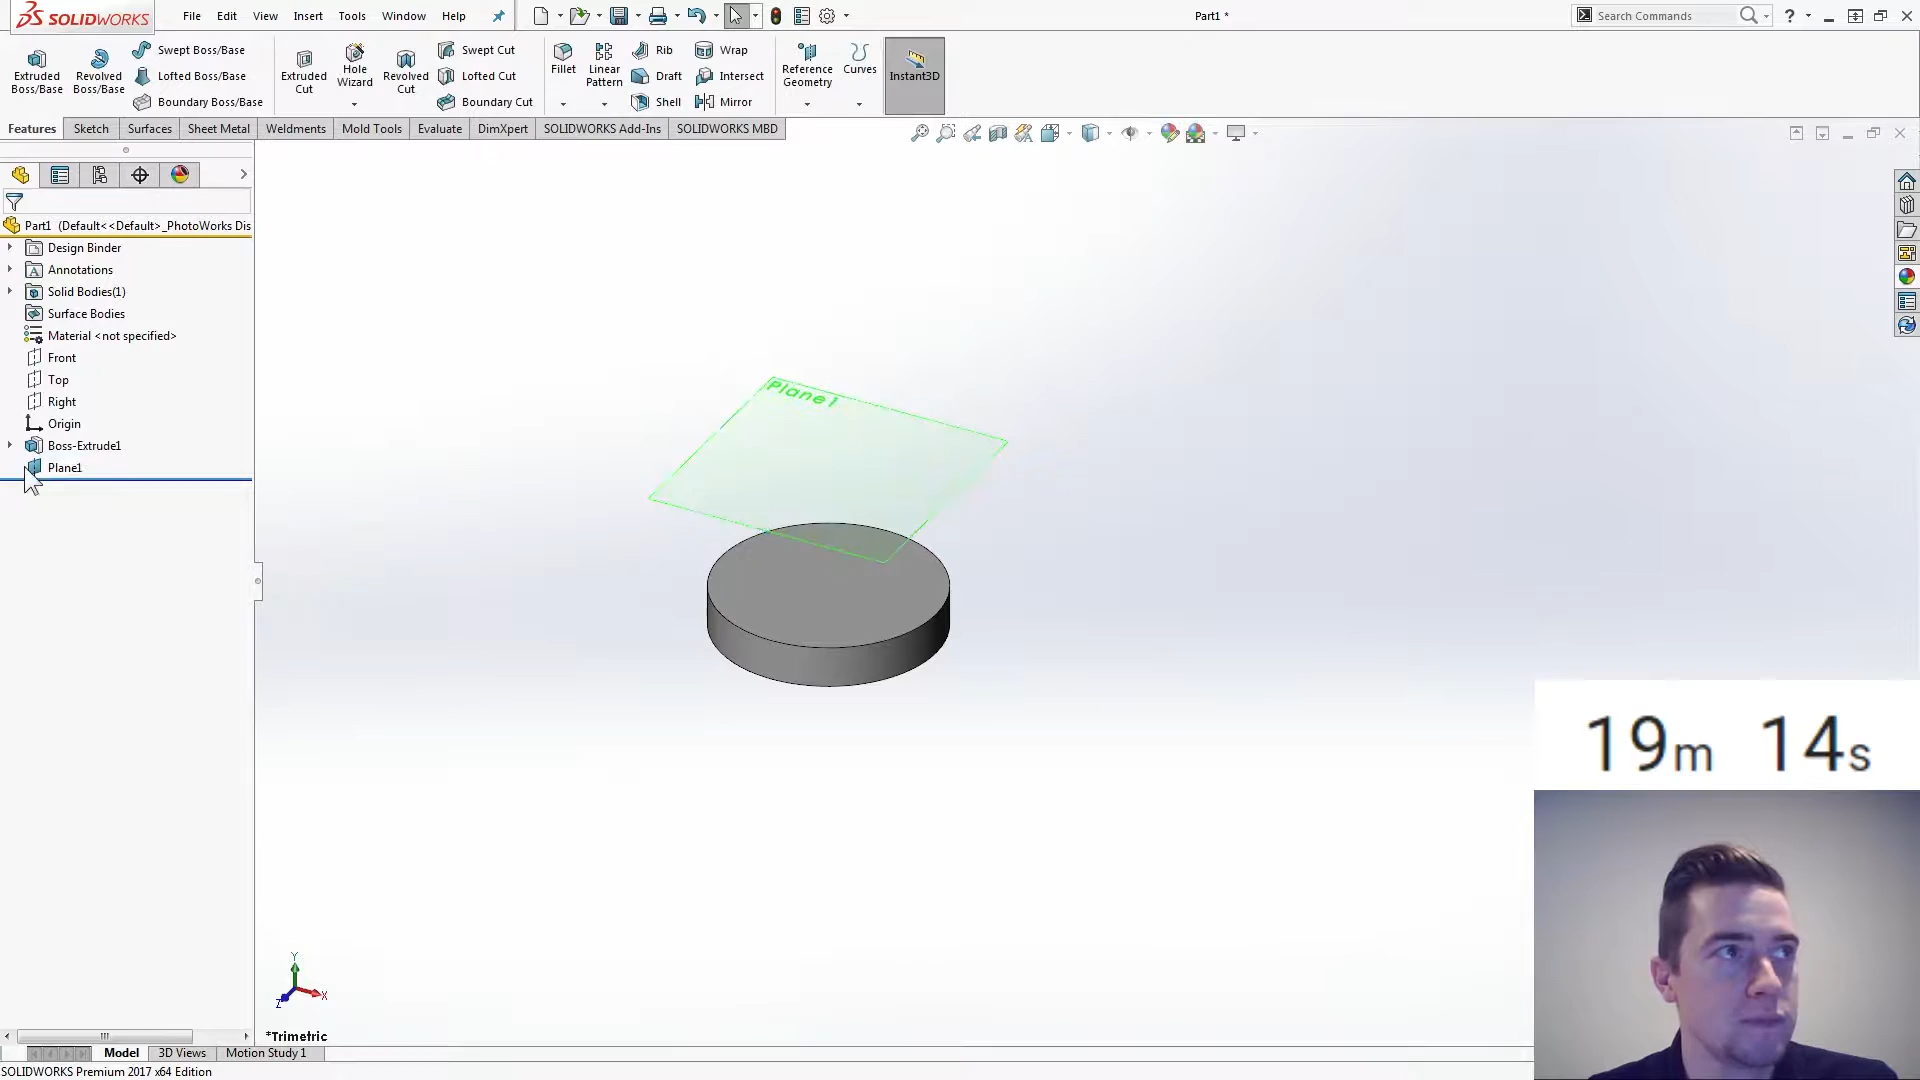 SOLIDWORKS File Edit View Insert Tools Window Help Part1 * Search Commands ?
Extruded Boss/Base
Revolved Boss/Base
Swept Boss/Base
Lofted Boss/Base
Boundary Boss/Base
Extruded Cut
Hole Wizard
Revolved Cut
Swept Cut
Lofted Cut
Boundary Cut
Fillet
Linear Pattern
Rib
Draft
Shell
Wrap
Intersect
Mirror
Reference Geometry
Curves
Instant3D
Features Sketch Surfaces Sheet Metal Weldments Mold Tools Evaluate DimXpert SOLIDWORKS Add-Ins SOLIDWORKS MBD
Part1 (Default<<Default>_PhotoWorks Dis
Design Binder
A Annotations
Solid Bodies(1)
Surface Bodies
Material <not specified>
Front
Top
Right
Origin
Boss-Extrude1
Plane1
Plane1
19m 14s
Y
X
Z
*Trimetric
Model 3D Views Motion Study 1
SOLIDWORKS Premium 2017 x64 Edition